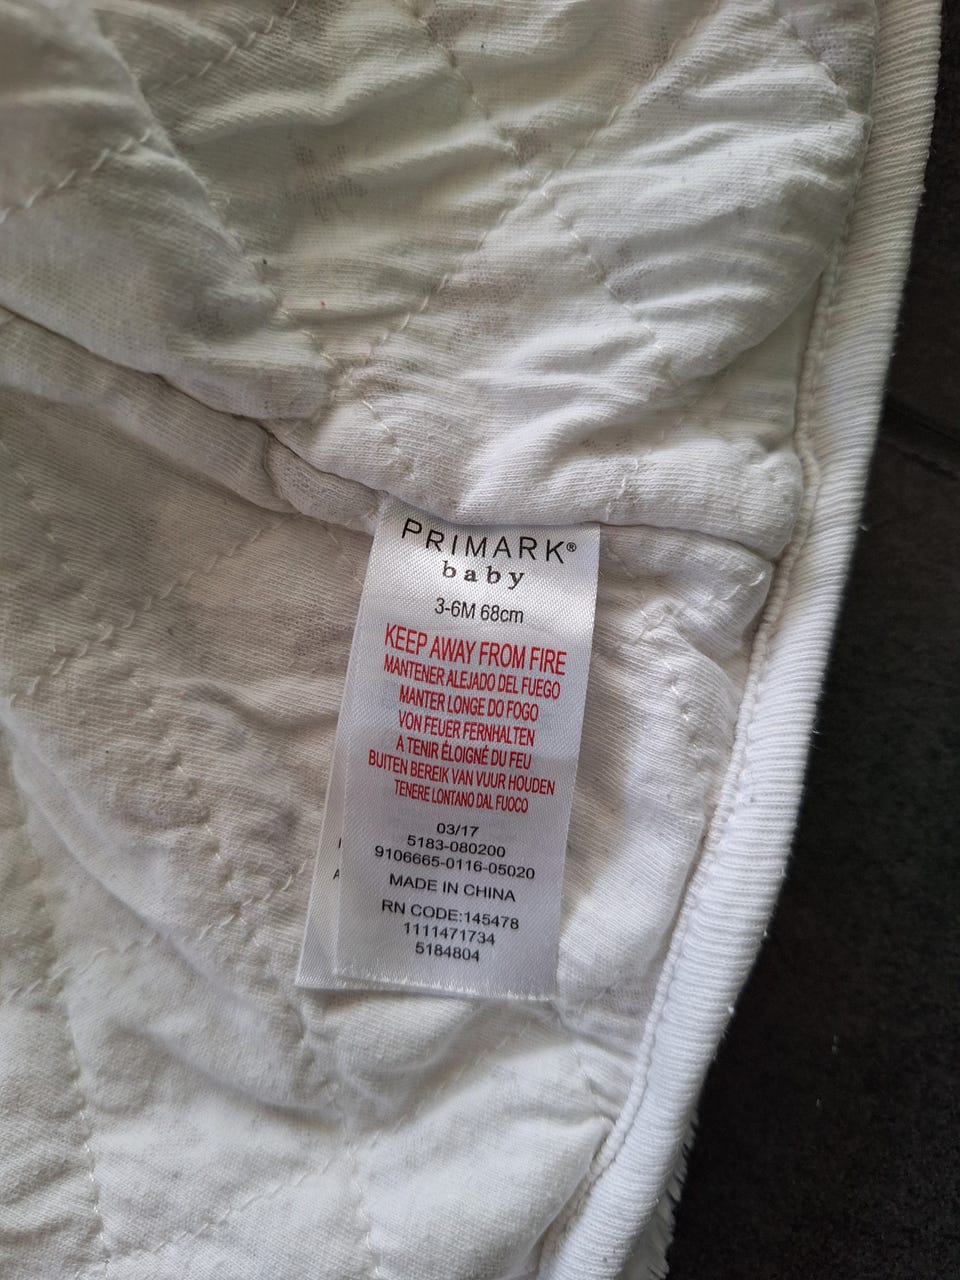 PRIMARK®
baby
3-6M 68cm
KEEP AWAY FROM FIRE
MANTENER ALEJADO DEL FUEGO
MANTER LONGE DO FOGO
VON FEUER FERNHALTEN
À TENIR ÉLOIGNÉ DU FEU
BUITEN BEREIK VAN VUUR HOUDEN
TENERE LONTANO DAL FUOCO
03/17
5183-080200
9106665-0116-05020
MADE IN CHINA
RN CODE:145478
1111471734
5184804